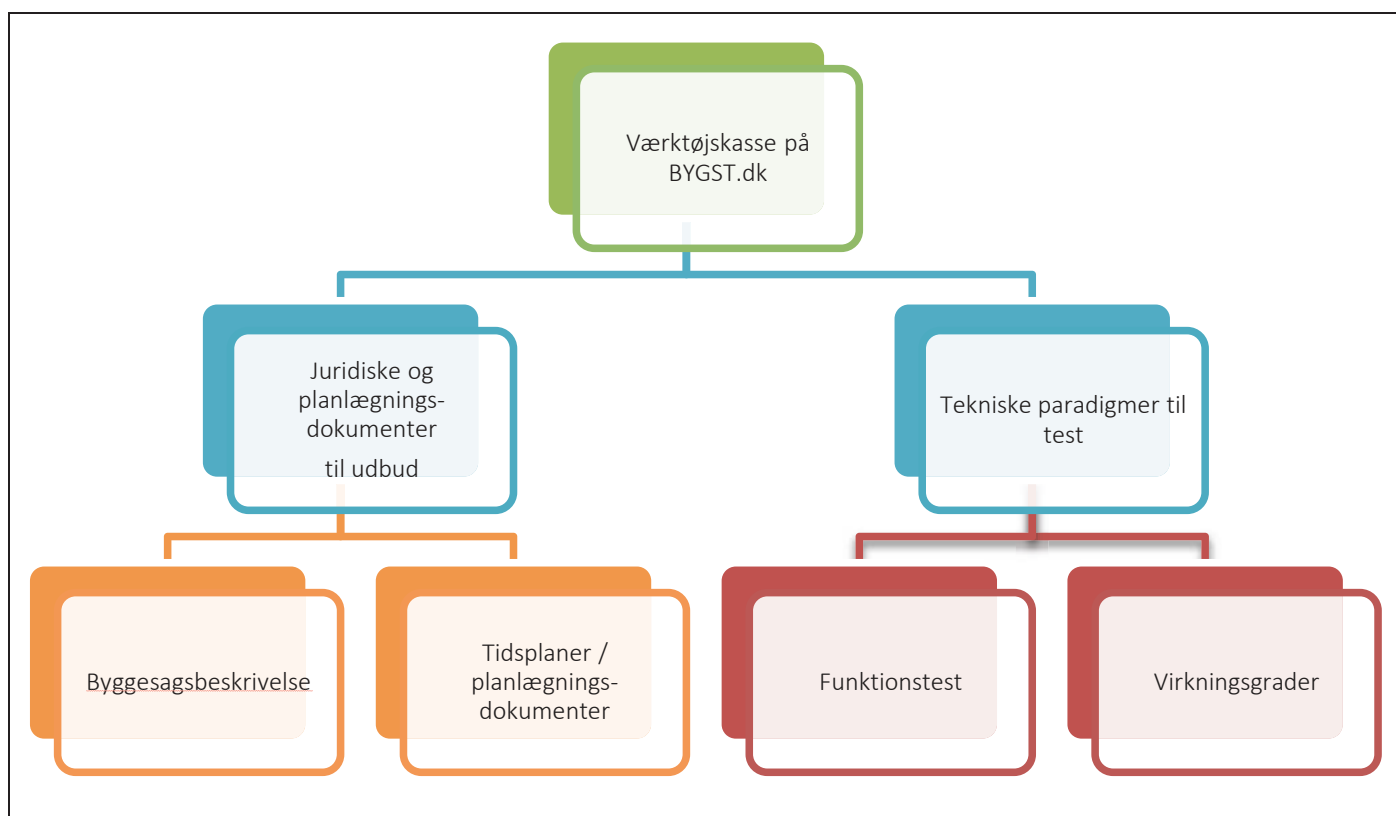 Værktøjskasse på
BYGST.dk
Juridiske og
planlægnings-
dokumenter
til udbud
Tekniske paradigmer til
test
Byggesagsbeskrivelse
Tidsplaner /
planlægnings-
dokumenter
Funktionstest
Virkningsgrader